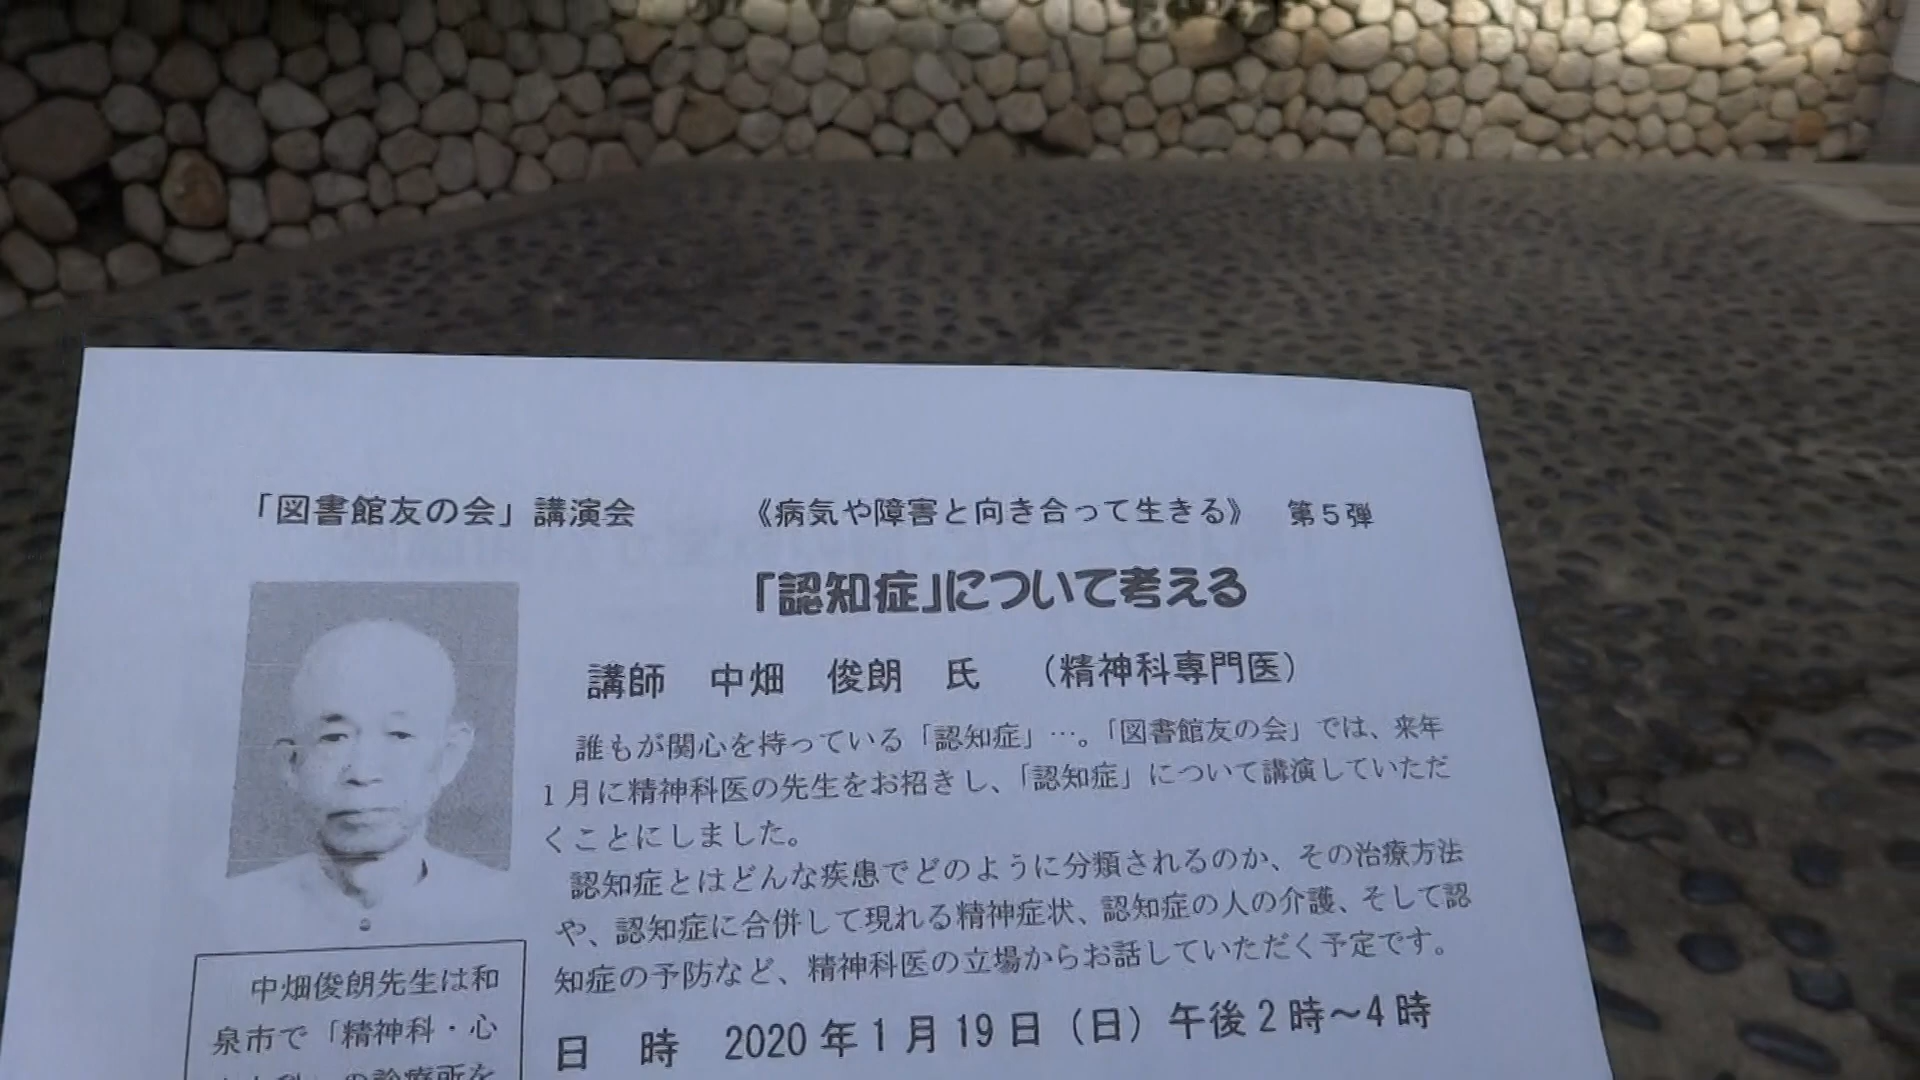 「図書館友の会」講演会 《病気や障害と向き合って生きる》 第5弾
「認知症」について考える
講師 中畑 俊朗 氏 （精神科専門医）
誰もが関心を持っている「認知症」…。「図書館友の会」では、来年
1月に精神科医の先生をお招きし、「認知症」について講演していただ
くことにしました。
認知症とはどんな疾患でどのように分類されるのか、その治療方法
や、認知症に合併して現れる精神症状、認知症の人の介護、そして認
知症の予防など、精神科医の立場からお話していただく予定です。
日 時 2020年1月19日（日）午後2時～4時
中畑俊朗先生は和
泉市で「精神科・心
の診療所を